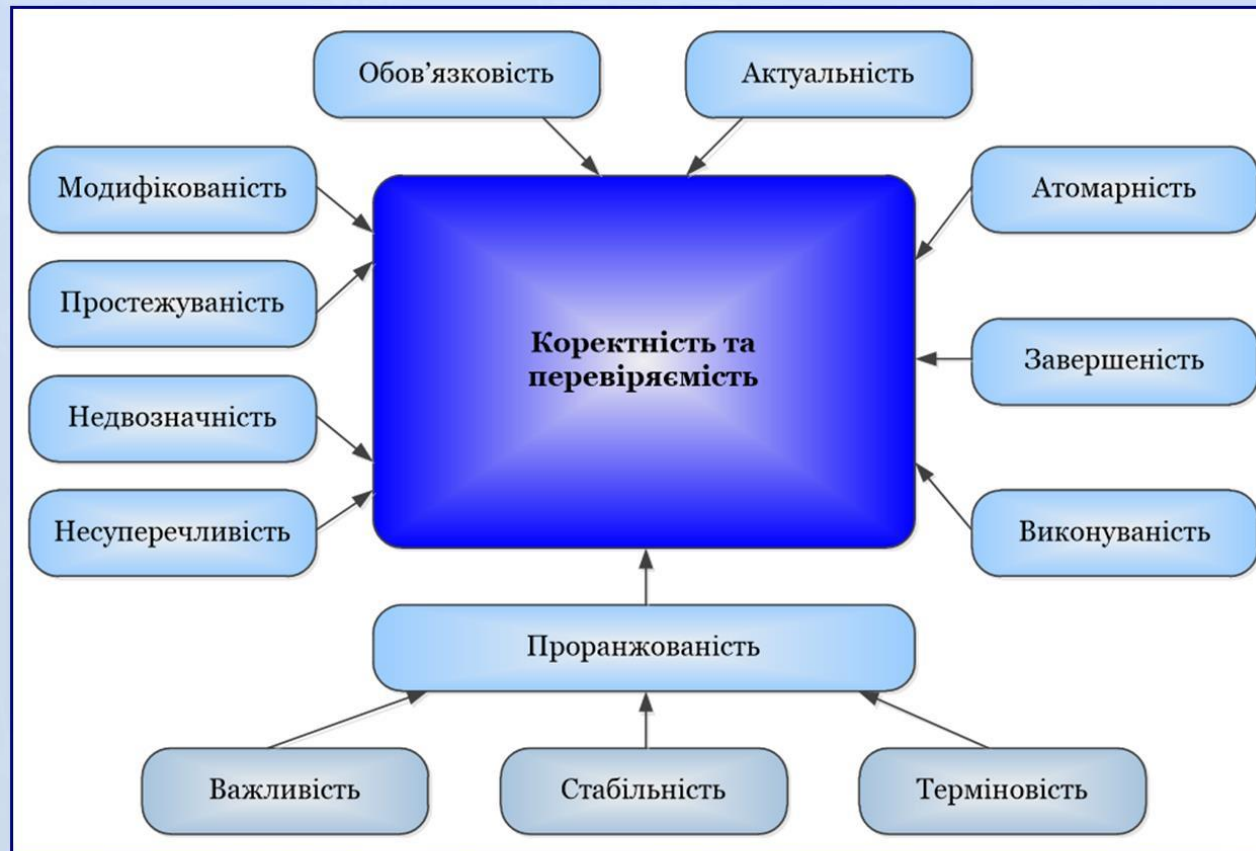 Обов’язковість
Актуальність
Модифікованість
Атомарність
Простежуваність
Коректність та
перевіряємість
Завершеність
Недвозначність
Несуперечливість
Виконуваність
Проранжованість
Важливість
Стабільність
Терміновість